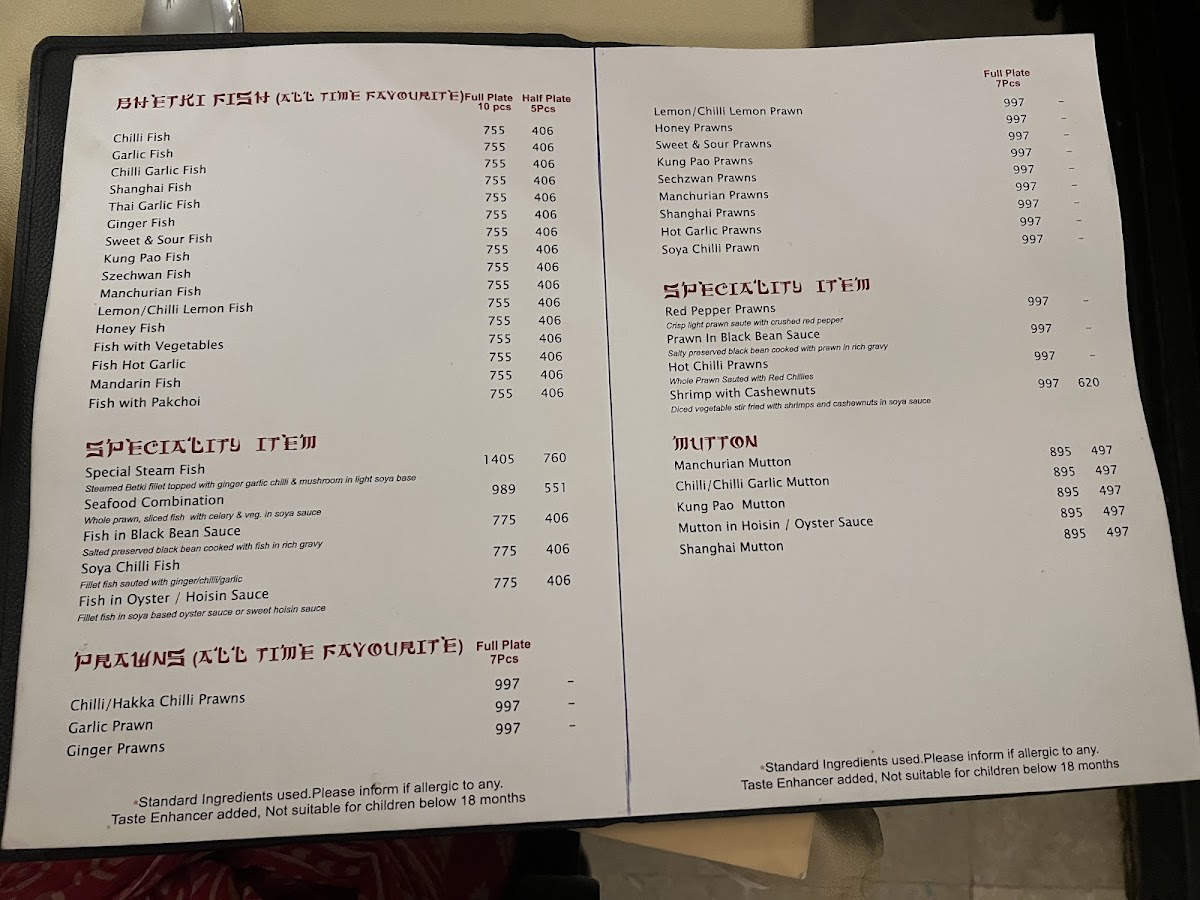 BHETKI FISH (ALL TIME FAVOURITE) Full Plate 10 pcs Half Plate 5Pcs
Chilli Fish 755 406
Garlic Fish 755 406
Chilli Garlic Fish 755 406
Shanghai Fish 755 406
Thai Garlic Fish 755 406
Ginger Fish 755 406
Sweet & Sour Fish 755 406
Kung Pao Fish 755 406
Szechwan Fish 755 406
Manchurian Fish 755 406
Lemon/Chilli Lemon Fish 755 406
Honey Fish 755 406
Fish with Vegetables 755 406
Fish Hot Garlic 755 406
Mandarin Fish 755 406
Fish with Pakchoi 755 406
SPECIALITY ITEM
Special Steam Fish 1405 760
Steamed Betki fillet topped with ginger garlic chilli & mushroom in light soya base
Seafood Combination 989 551
Whole prawn, sliced fish with celery & veg. in soya sauce
Fish in Black Bean Sauce 775 406
Salted preserved black bean cooked with fish in rich gravy
Soya Chilli Fish 775 406
Fillet fish sauted with ginger/chilli/garlic
Fish in Oyster / Hoisin Sauce 775 406
Fillet fish in soya based oyster sauce or sweet hoisin sauce
PRAWNS (ALL TIME FAVOURITE) Full Plate 7Pcs
Chilli/Hakka Chilli Prawns 997 -
Garlic Prawn 997 -
Ginger Prawns 997 -
*Standard Ingredients used.Please inform if allergic to any.
Taste Enhancer added, Not suitable for children below 18 months
Full Plate
7Pcs
Lemon/Chilli Lemon Prawn 997 -
Honey Prawns 997 -
Sweet & Sour Prawns 997 -
Kung Pao Prawns 997 -
Sechzwan Prawns 997 -
Manchurian Prawns 997 -
Shanghai Prawns 997 -
Hot Garlic Prawns 997 -
Soya Chilli Prawn 997 -
SPECIALITY ITEM
Red Pepper Prawns 997 -
Crisp light prawn saute with crushed red pepper
Prawn In Black Bean Sauce 997 -
Salty preserved black bean cooked with prawn in rich gravy
Hot Chilli Prawns 997 -
Whole Prawn Sauted with Red Chillies
Shrimp with Cashewnuts 997 620
Diced vegetable stir fried with shrimps and cashewnuts in soya sauce
MUTTON
Manchurian Mutton 895 497
Chilli/Chilli Garlic Mutton 895 497
Kung Pao Mutton 895 497
Mutton in Hoisin / Oyster Sauce 895 497
Shanghai Mutton 895 497
*Standard Ingredients used.Please inform if allergic to any.
Taste Enhancer added, Not suitable for children below 18 months